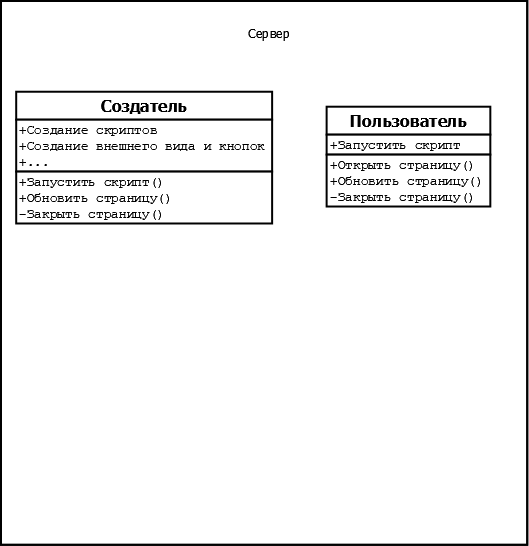 Сервер
Создатель
+Создание скриптов
+Создание внешнего вида и кнопок
+...
+Запустить скрипт()
+Обновить страницу()
-Закрыть страницу()
Пользователь
+Запустить скрипт
+Открыть страницу()
+Обновить страницу()
-Закрыть страницу()